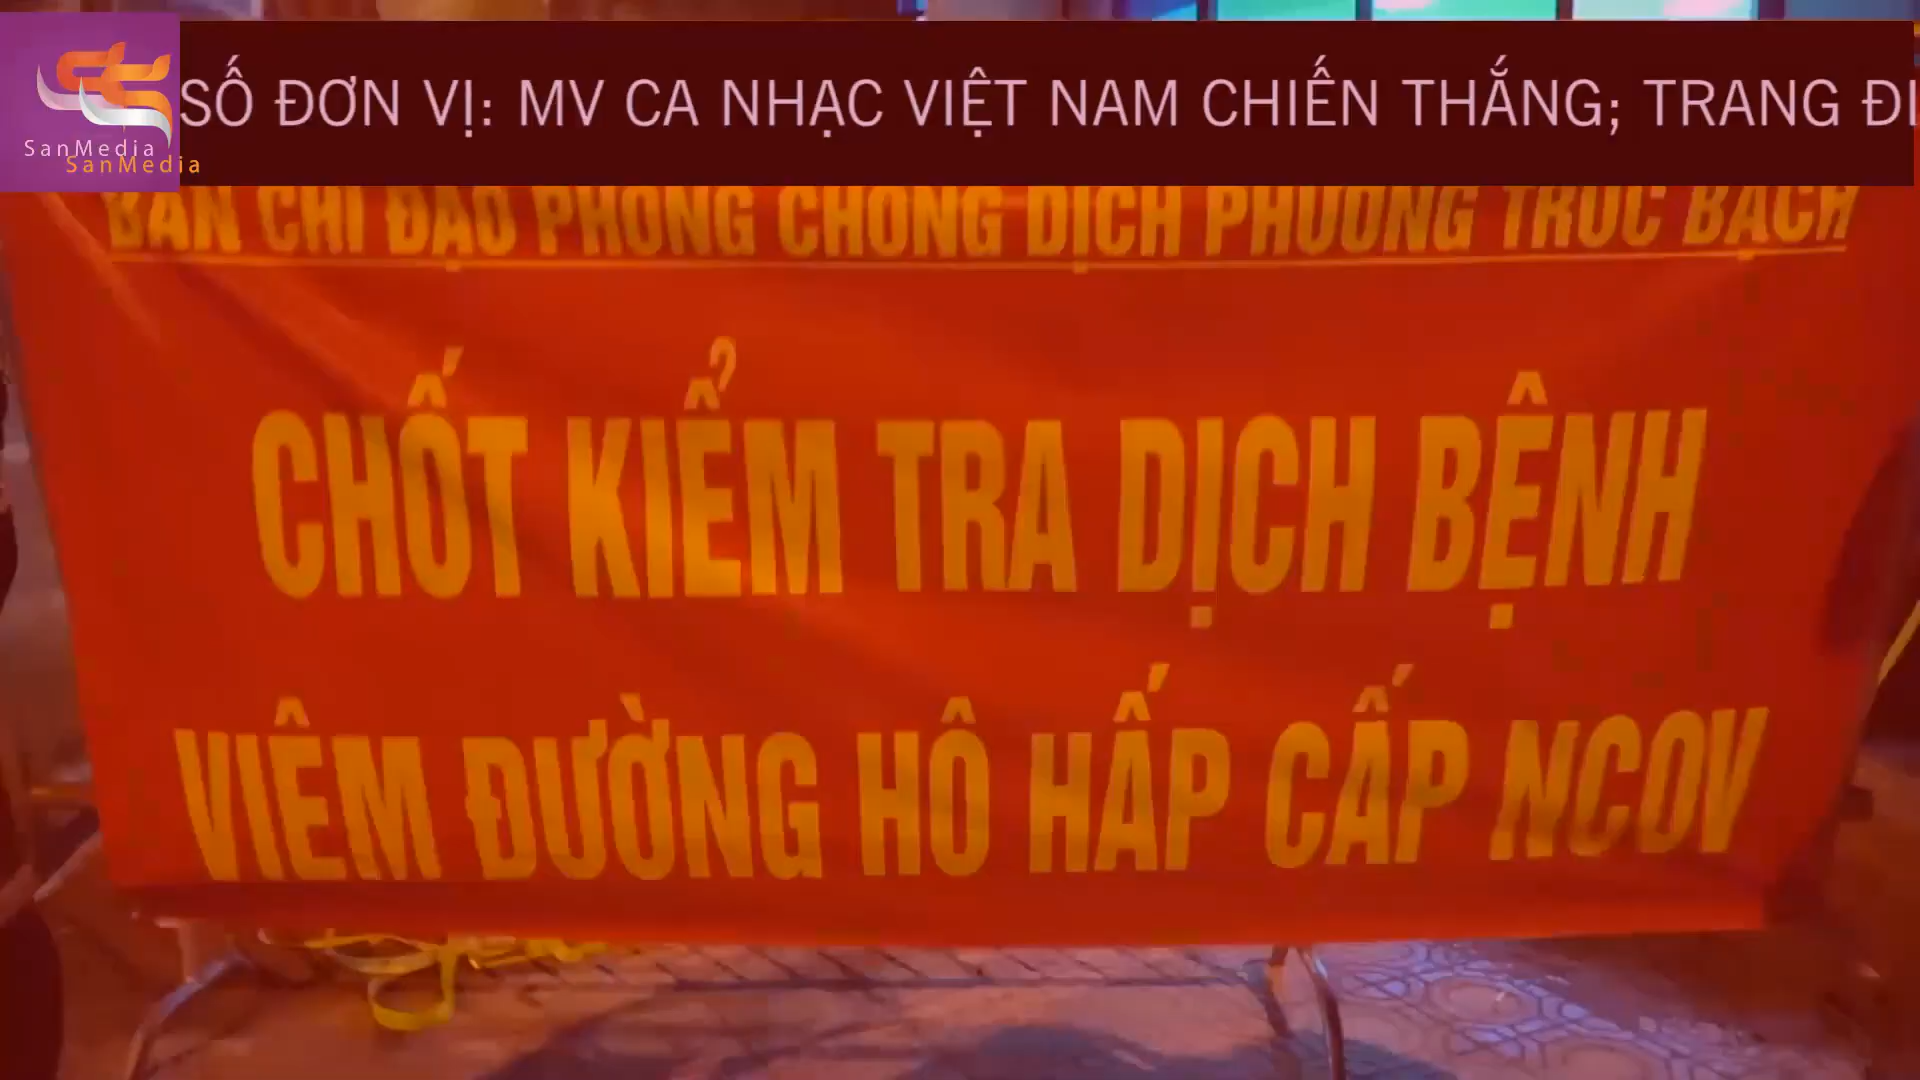 SỐ ĐƠN VỊ: MV CA NHẠC VIỆT NAM CHIẾN THẮNG; TRANG ĐI
SanMedia
SanMedia
BAN CHỈ ĐẠO PHÒNG CHỐNG DỊCH PHƯỜNG TRÚC BẠCH
CHỐT KIỂM TRA DỊCH BỆNH
VIÊM ĐƯỜNG HÔ HẤP CẤP NCOV